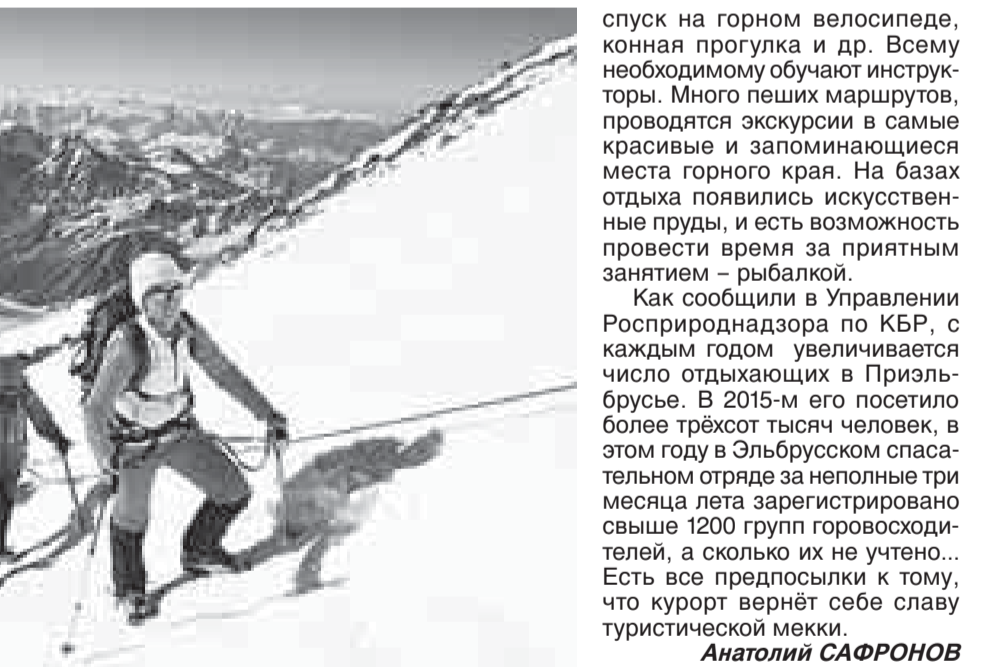 спуск на горном велосипеде,
конная прогулка и др. Всему
необходимому обучают инструк-
торы. Много пеших маршрутов,
проводятся экскурсии в самые
красивые и запоминающиеся
места горного края. На базах
отдыха появились искусствен-
ные пруды, и есть возможность
провести время за приятным
занятием – рыбалкой.
Как сообщили в Управлении
Росприроднадзора по КБР, с
каждым годом увеличивается
число отдыхающих в Приэль-
брусье. В 2015-м его посетило
более трёхсот тысяч человек, в
этом году в Эльбрусском спаса-
тельном отряде за неполные три
месяца лета зарегистрировано
свыше 1200 групп горовосходи-
телей, а сколько их не учтено...
Есть все предпосылки к тому,
что курорт вернёт себе славу
туристической мекки.
Анатолий САФРОНОВ